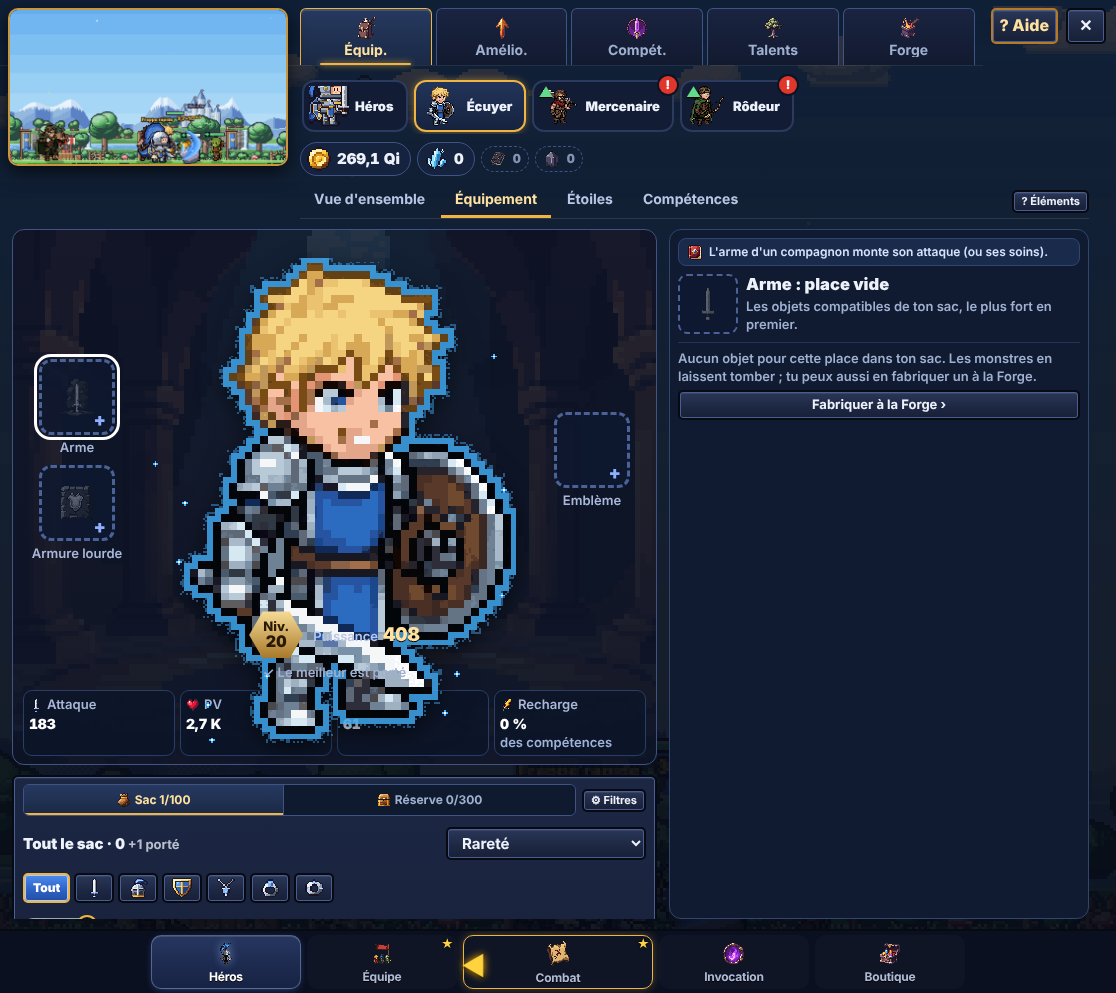 Équip.
Amélio.
Compét.
Talents
Forge
? Aide
✕
Héros
Écuyer
Mercenaire
!
Rôdeur
!
269,1 Qi
0
0
0
Vue d'ensemble
Équipement
Étoiles
Compétences
? Éléments
Arme
Armure lourde
Emblème
Niv.
20
Puissance 408
Le meilleur est porté
Attaque
183
PV
2,7 K
61
Recharge
0 %
des compétences
L'arme d'un compagnon monte son attaque (ou ses soins).
Arme : place vide
Les objets compatibles de ton sac, le plus fort en
premier.
Aucun objet pour cette place dans ton sac. Les monstres en
laissent tomber ; tu peux aussi en fabriquer un à la Forge.
Fabriquer à la Forge ›
Sac 1/100
Réserve 0/300
Filtres
Tout le sac · 0 +1 porté
Rareté
Tout
Héros
Équipe
Combat
Invocation
Boutique